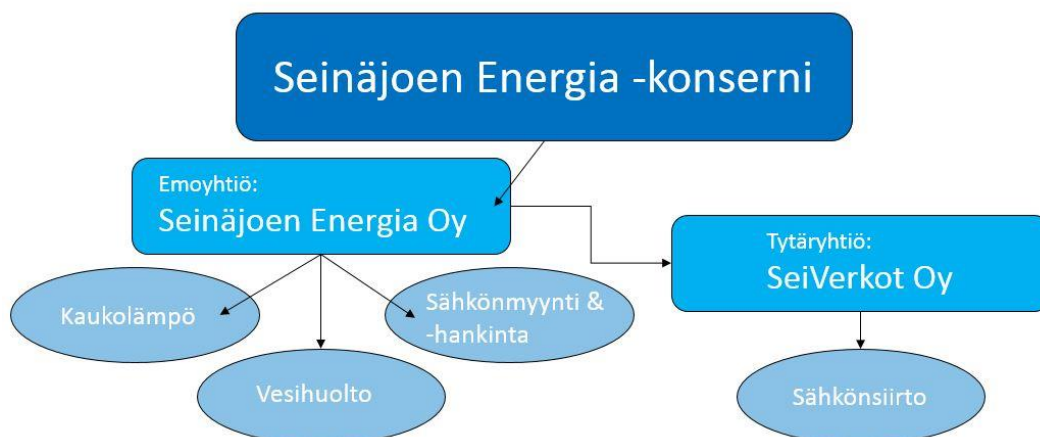 Seinäjoen Energia -konserni
Emoyhtiö:
Seinäjoen Energia Oy
Tytäryhtiö:
SeiVerkot Oy
Kaukolämpö
Sähkönmyynti &
-hankinta
Vesihuolto
Sähkönsiirto